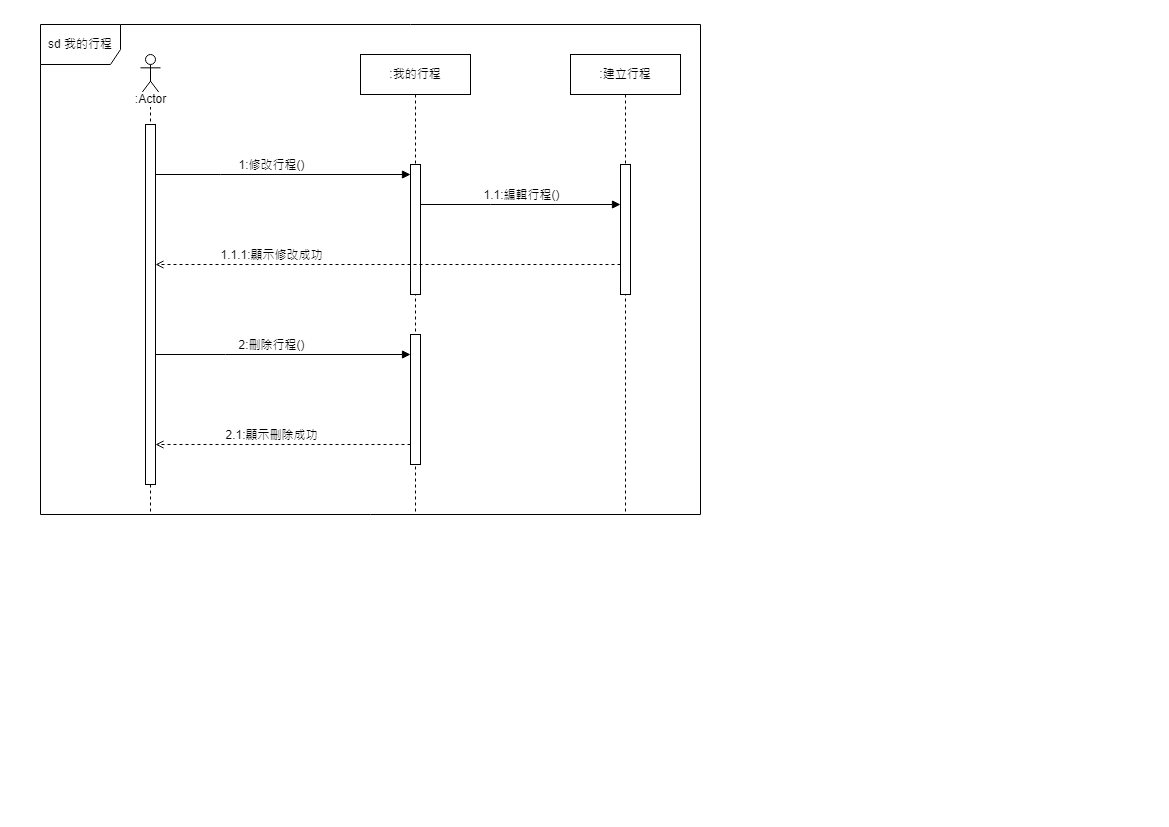 sd 我的行程
:Actor
:我的行程
:建立行程
1:修改行程()
1.1:編輯行程()
1.1.1:顯示修改成功
2:刪除行程()
2.1:顯示刪除成功